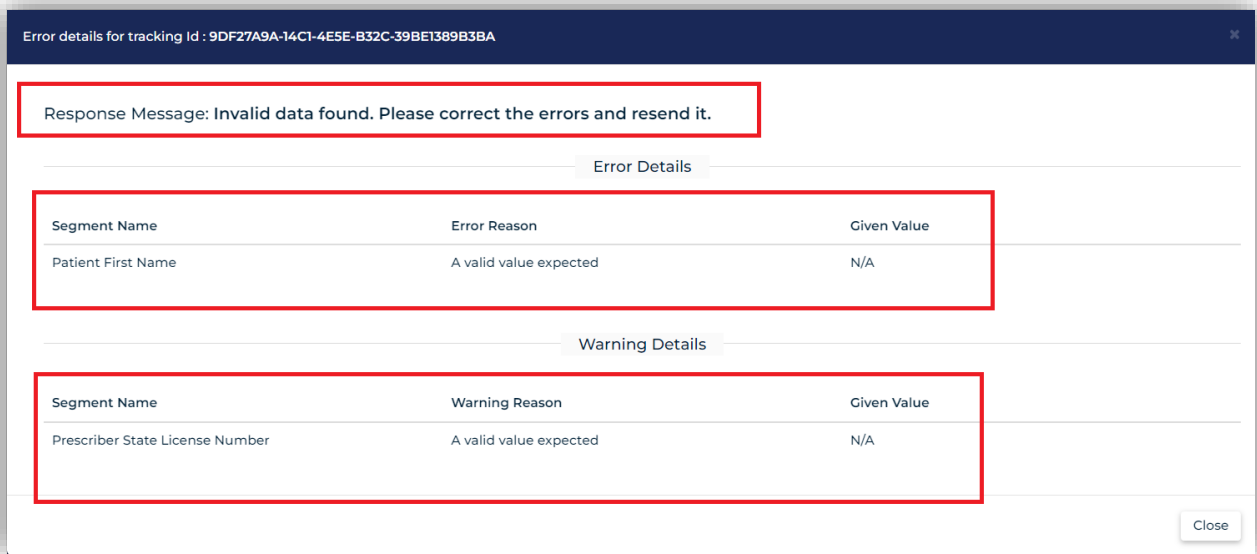 Error details for tracking Id : 9DF27A9A-14C1-4E5E-B32C-39BE1389B3BA ×
Response Message: Invalid data found. Please correct the errors and resend it.
Error Details
Segment Name Error Reason Given Value
Patient First Name A valid value expected N/A
Warning Details
Segment Name Warning Reason Given Value
Prescriber State License Number A valid value expected N/A
Close